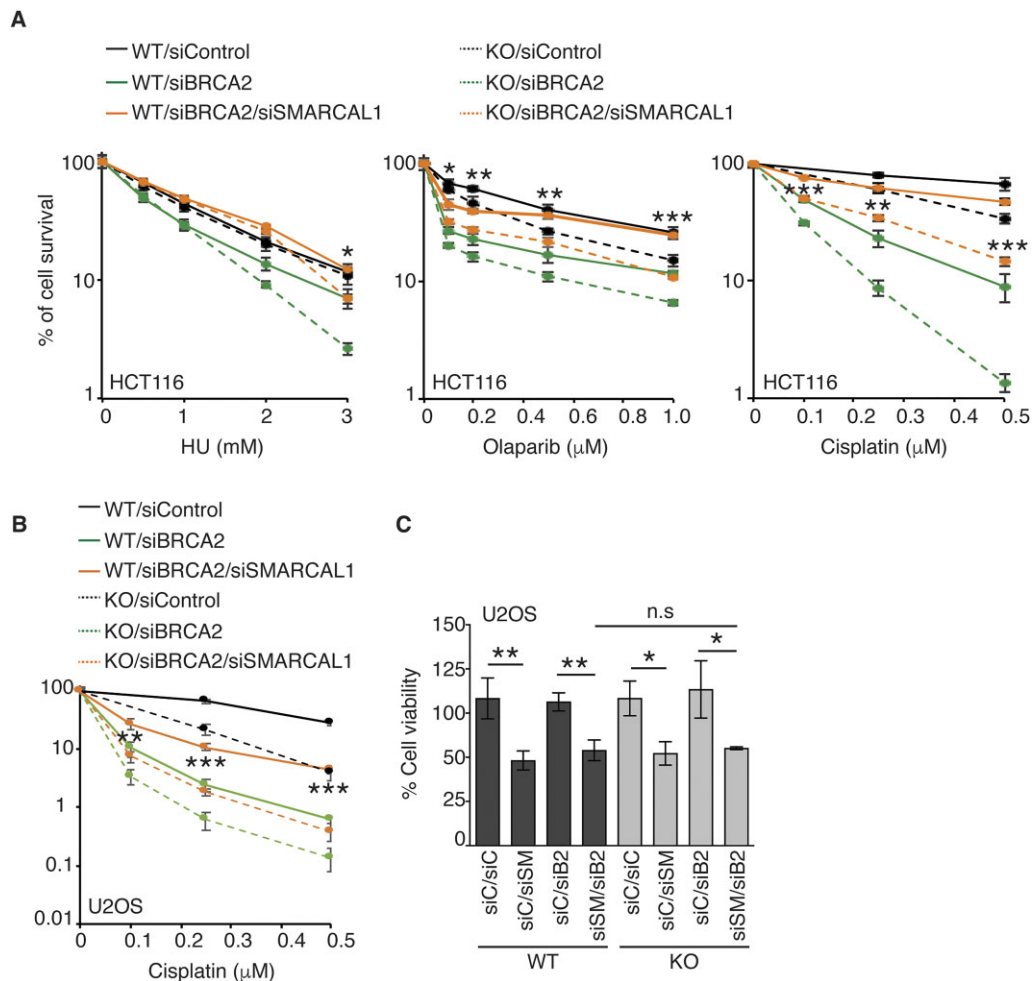 A
WT/siControl
KO/siControl
WT/siBRCA2
KO/siBRCA2
WT/siBRCA2/siSMARCAL1
KO/siBRCA2/siSMARCAL1
% of cell survival
100
10
1
HCT116
0
1
2
3
HU (mM)
*
100
10
1
HCT116
0
0.2
0.4
0.6
0.8
1.0
Olaparib (μM)
*
**
**
***
100
10
1
HCT116
0
0.1
0.2
0.3
0.4
0.5
Cisplatin (μM)
***
**
***
B
WT/siControl
WT/siBRCA2
WT/siBRCA2/siSMARCAL1
KO/siControl
KO/siBRCA2
KO/siBRCA2/siSMARCAL1
100
10
1
0.1
0.01
**
***
***
U2OS
0
0.1
0.2
0.3
0.4
0.5
Cisplatin (μM)
C
U2OS
n.s
% Cell viability
150
125
100
50
25
0
**
**
*
*
siC/siC
siC/siSM
siC/siB2
siSM/siB2
siC/siC
siC/siSM
siC/siB2
siSM/siB2
WT
KO